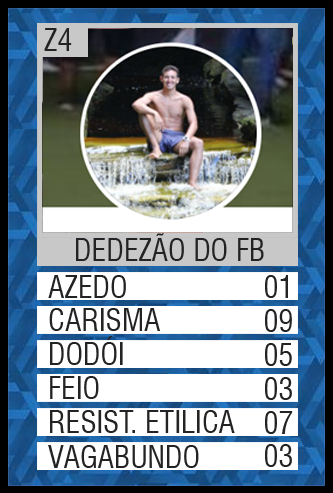 Z4
DEDEZÃO DO FB
AZEDO 01
CARISMA 09
DODÓI 05
FEIO 03
RESIST. ETILICA 07
VAGABUNDO 03